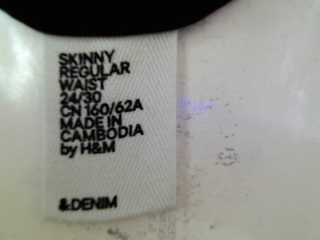 SKINNY
REGULAR
WAIST
24/30
CN 160/62A
MADE IN
CAMBODIA
by H&M
&DENIM